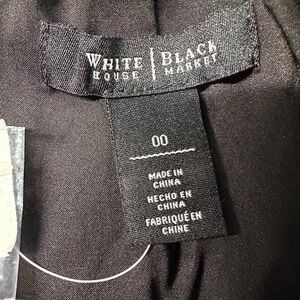 WHITE | BLACK
HOUSE | MARKET
00
MADE IN
CHINA
HECHO EN
CHINA
FABRIQUÉ EN
CHINE